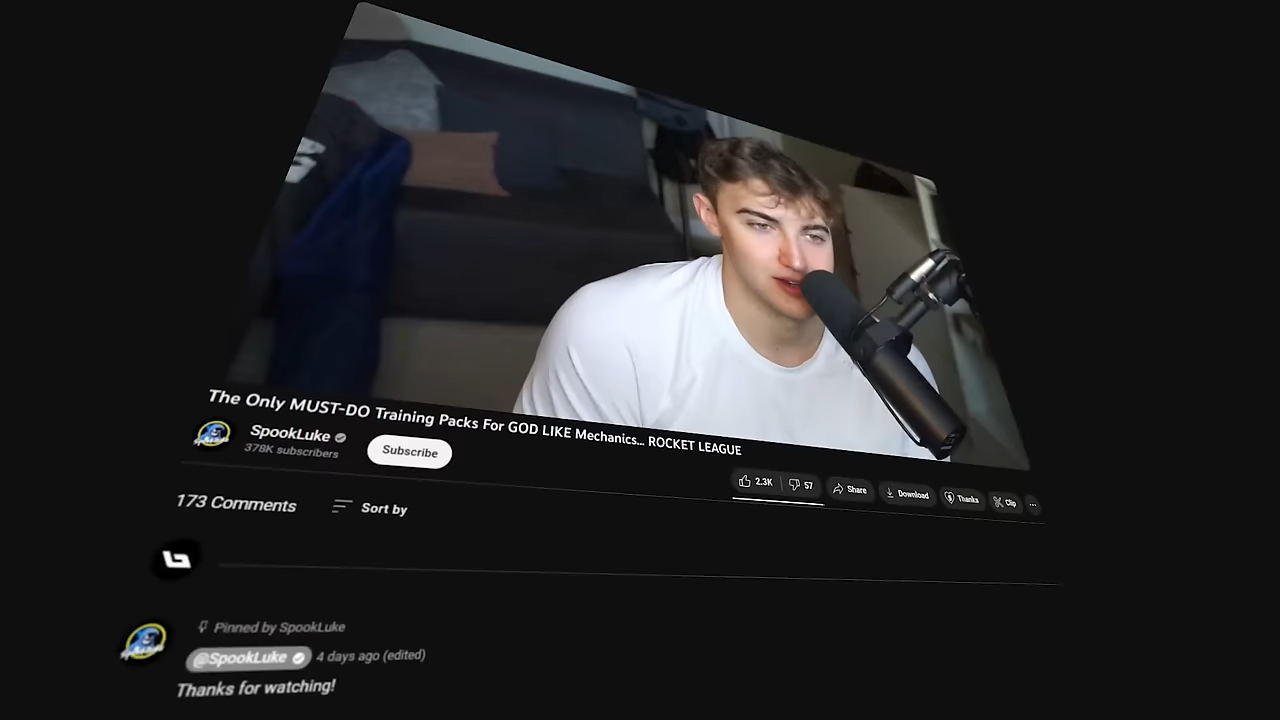 The Only MUST-DO Training Packs For GOD LIKE Mechanics... ROCKET LEAGUE
SpookLuke
378K subscribers
Subscribe
2.3K
57
Share
Download
Thanks
Clip
173 Comments
Sort by
Pinned by SpookLuke
@SpookLuke 4 days ago (edited)
Thanks for watching!